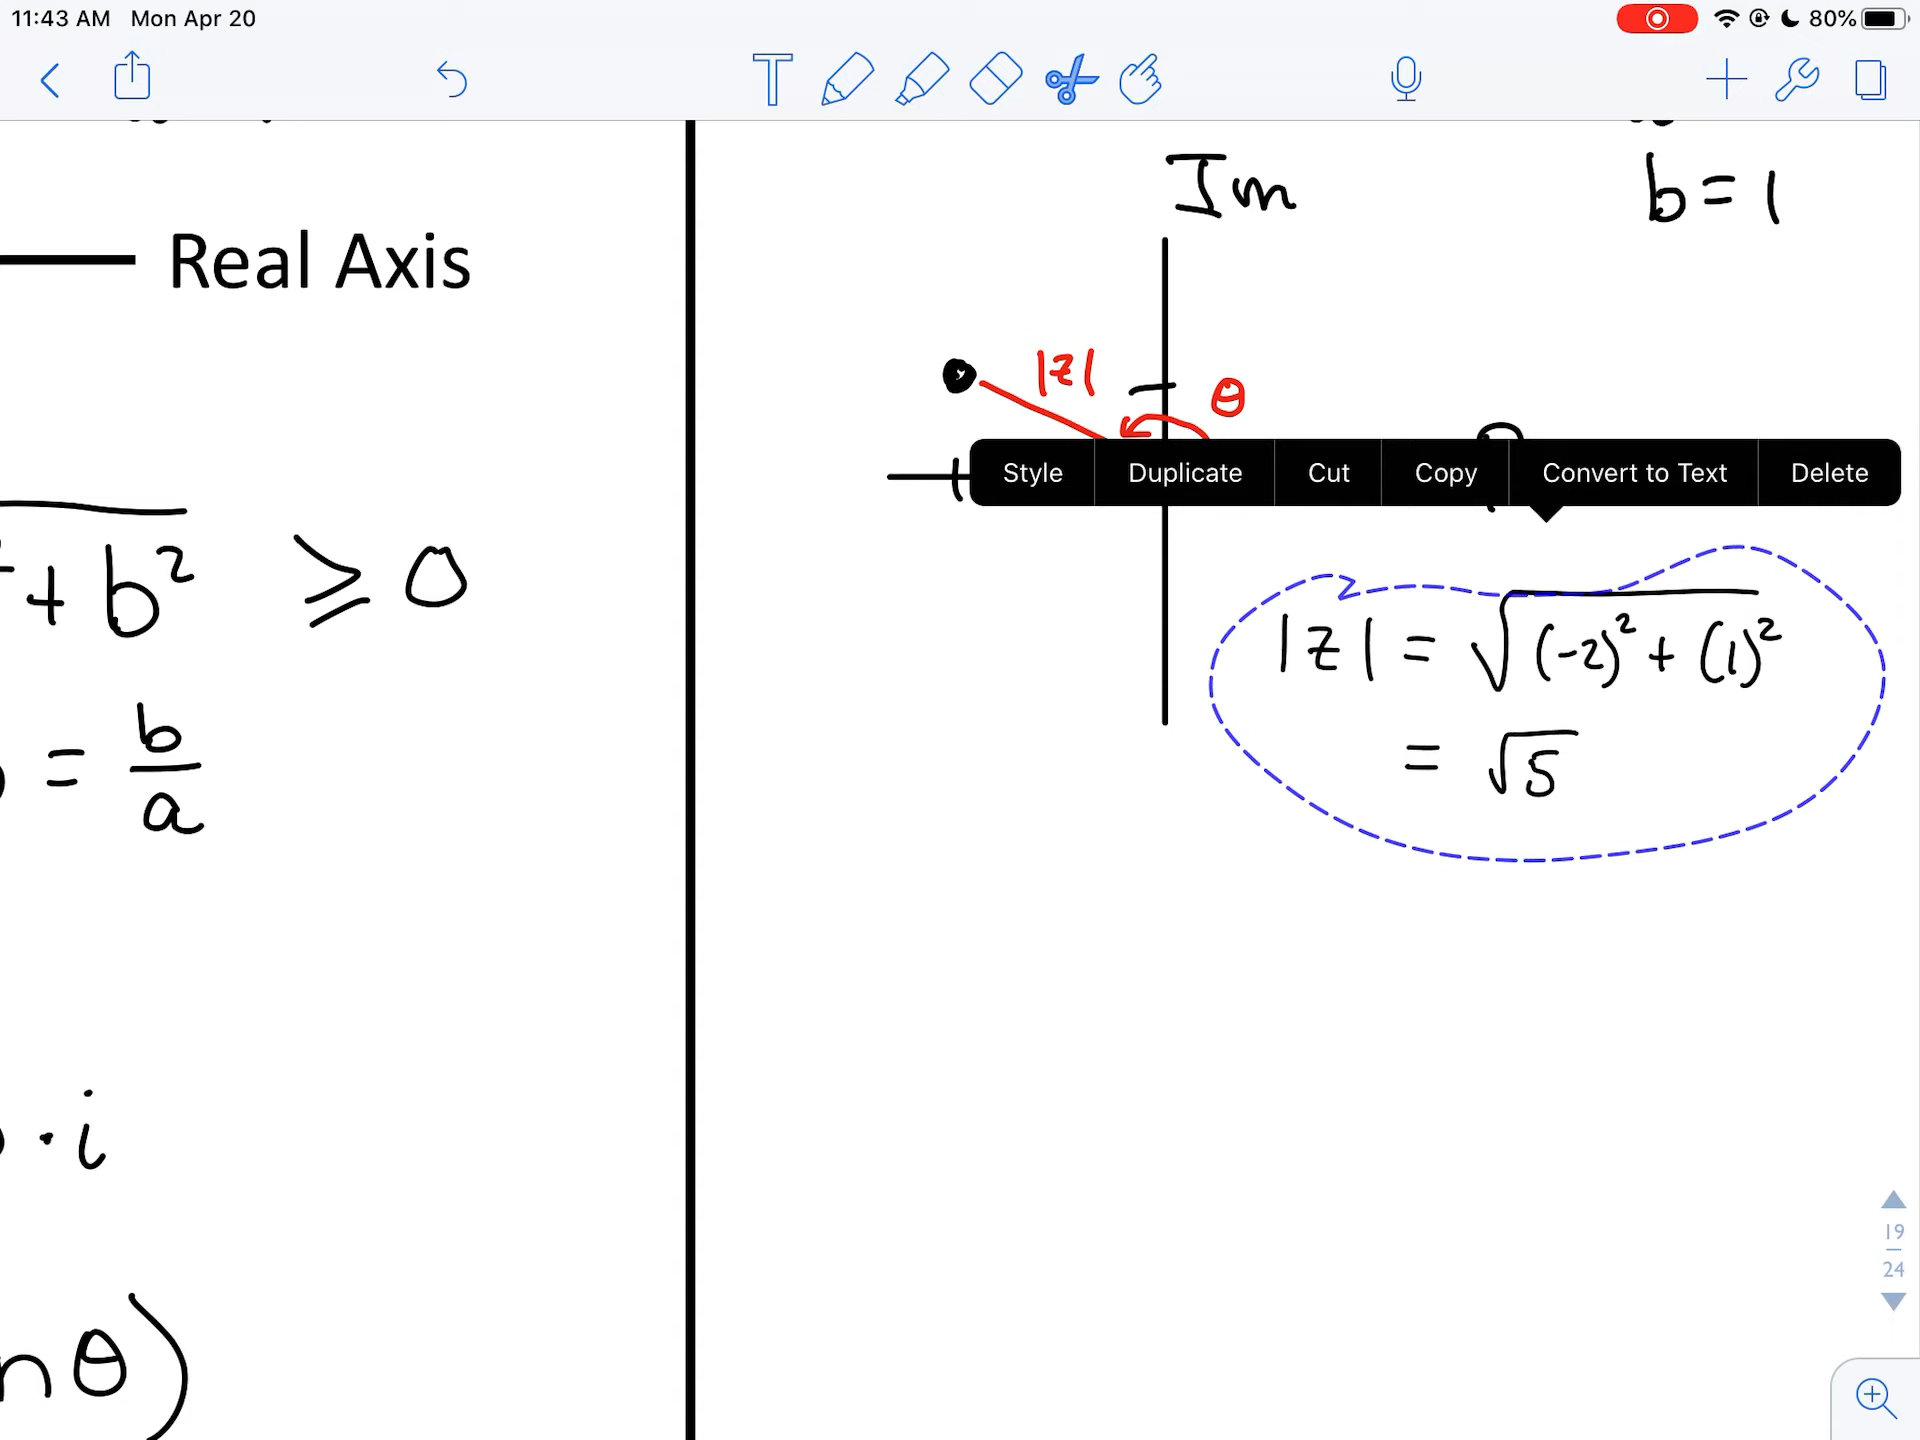 11:43 AM Mon Apr 20
80%
Real Axis
+ b² ≥ 0
= b/a
· i
nθ)
Im
b = 1
|z|
θ
Style Duplicate Cut Copy Convert to Text Delete
|z| = √(-2)² + (1)²
= √5
19
24